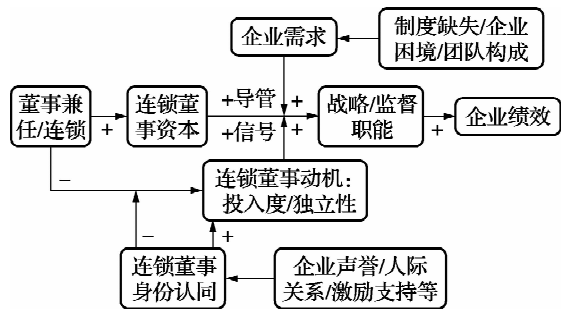 企业需求
制度缺失/企业
困境/团队构成
董事兼
任/连锁
+
连锁董
事资本
+导管
+信号
+
+
战略/监督
职能
+
企业绩效
−
连锁董事动机：
投入度/独立性
−
+
连锁董事
身份认同
企业声誉/人际
关系/激励支持等